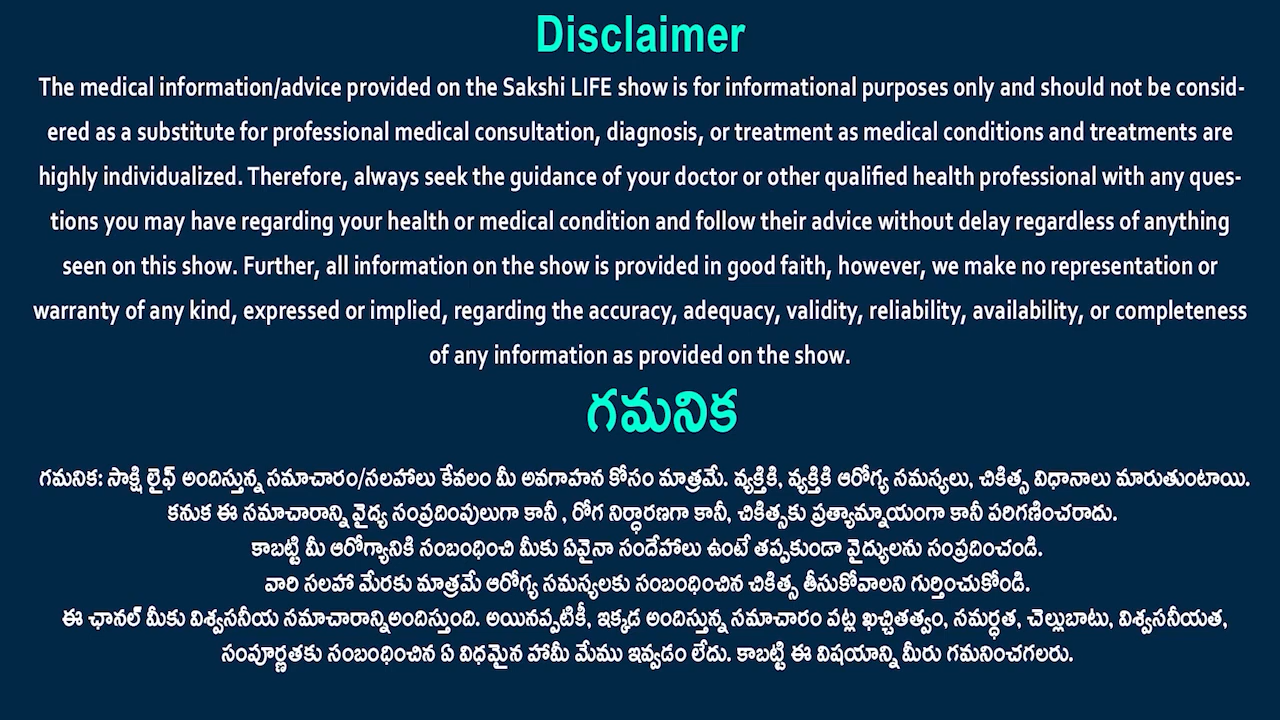 Disclaimer
The medical information/advice provided on the Sakshi LIFE show is for informational purposes only and should not be consid-
ered as a substitute for professional medical consultation, diagnosis, or treatment as medical conditions and treatments are
highly individualized. Therefore, always seek the guidance of your doctor or other qualified health professional with any ques-
tions you may have regarding your health or medical condition and follow their advice without delay regardless of anything
seen on this show. Further, all information on the show is provided in good faith, however, we make no representation or
warranty of any kind, expressed or implied, regarding the accuracy, adequacy, validity, reliability, availability, or completeness
of any information as provided on the show.
గమనిక
గమనిక: సాక్షి లైఫ్ అందిస్తున్న సమాచారం/సలహాలు కేవలం మీ అవగాహన కోసం మాత్రమే. వ్యక్తికి, వ్యక్తికి ఆరోగ్య సమస్యలు, చికిత్స విధానాలు మారుతుంటాయి.
కనుక ఈ సమాచారాన్ని వైద్య సంప్రదింపులుగా కానీ , రోగ నిర్ధారణగా కానీ, చికిత్సకు ప్రత్యామ్నాయంగా కానీ పరిగణించరాదు.
కాబట్టి మీ ఆరోగ్యానికి సంబంధించి మీకు ఏవైనా సందేహాలు ఉంటే తప్పకుండా వైద్యులను సంప్రదించండి.
వారి సలహా మేరకు మాత్రమే ఆరోగ్య సమస్యలకు సంబంధించిన చికిత్స తీసుకోవాలని గుర్తించుకోండి.
ఈ ఛానల్ మీకు విశ్వసనీయ సమాచారాన్నిఅందిస్తుంది. అయినప్పటికీ, ఇక్కడ అందిస్తున్న సమాచారం పట్ల ఖచ్చితత్వం, సమర్ధత, చెల్లుబాటు, విశ్వసనీయత,
సంపూర్ణతకు సంబంధించిన ఏ విధమైన హామీ మేము ఇవ్వడం లేదు. కాబట్టి ఈ విషయాన్ని మీరు గమనించగలరు.